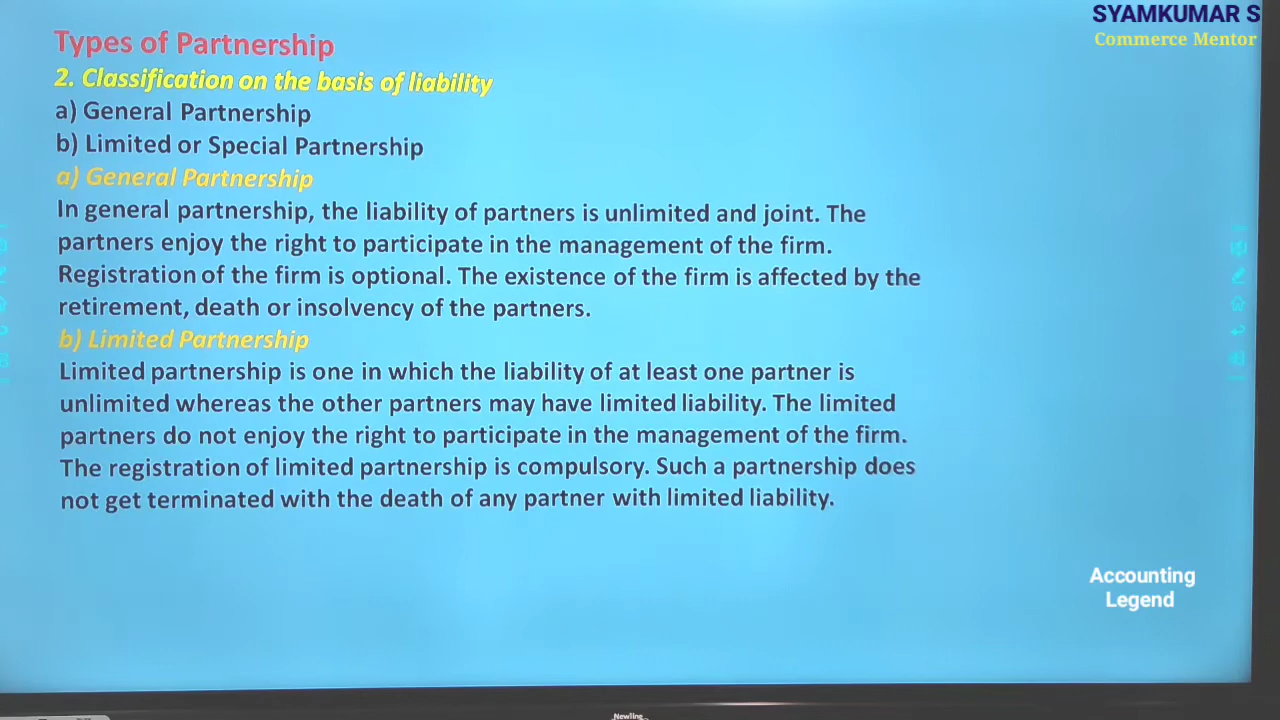 SYAMKUMAR S
Commerce Mentor
Types of Partnership
2. Classification on the basis of liability
a) General Partnership
b) Limited or Special Partnership
a) General Partnership
In general partnership, the liability of partners is unlimited and joint. The
partners enjoy the right to participate in the management of the firm.
Registration of the firm is optional. The existence of the firm is affected by the
retirement, death or insolvency of the partners.
b) Limited Partnership
Limited partnership is one in which the liability of at least one partner is
unlimited whereas the other partners may have limited liability. The limited
partners do not enjoy the right to participate in the management of the firm.
The registration of limited partnership is compulsory. Such a partnership does
not get terminated with the death of any partner with limited liability.
Accounting
Legend
Newline